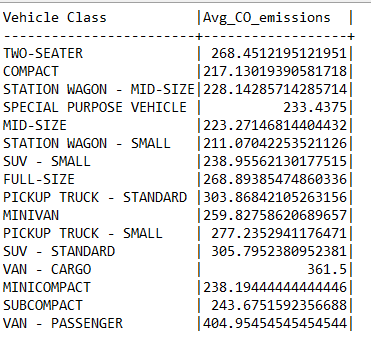 Vehicle Class |Avg_CO_emissions |
------------------------+-----------------+
TWO-SEATER | 268.4512195121951|
COMPACT |217.13019390581718|
STATION WAGON - MID-SIZE|228.14285714285714|
SPECIAL PURPOSE VEHICLE | 233.4375|
MID-SIZE |223.27146814404432|
STATION WAGON - SMALL |211.07042253521126|
SUV - SMALL |238.95562130177515|
FULL-SIZE |268.89385474860336|
PICKUP TRUCK - STANDARD |303.86842105263156|
MINIVAN |259.82758620689657|
PICKUP TRUCK - SMALL | 277.2352941176471|
SUV - STANDARD | 305.7952380952381|
VAN - CARGO | 361.5|
MINICOMPACT |238.19444444444446|
SUBCOMPACT | 243.6751592356688|
VAN - PASSENGER |404.95454545454544|